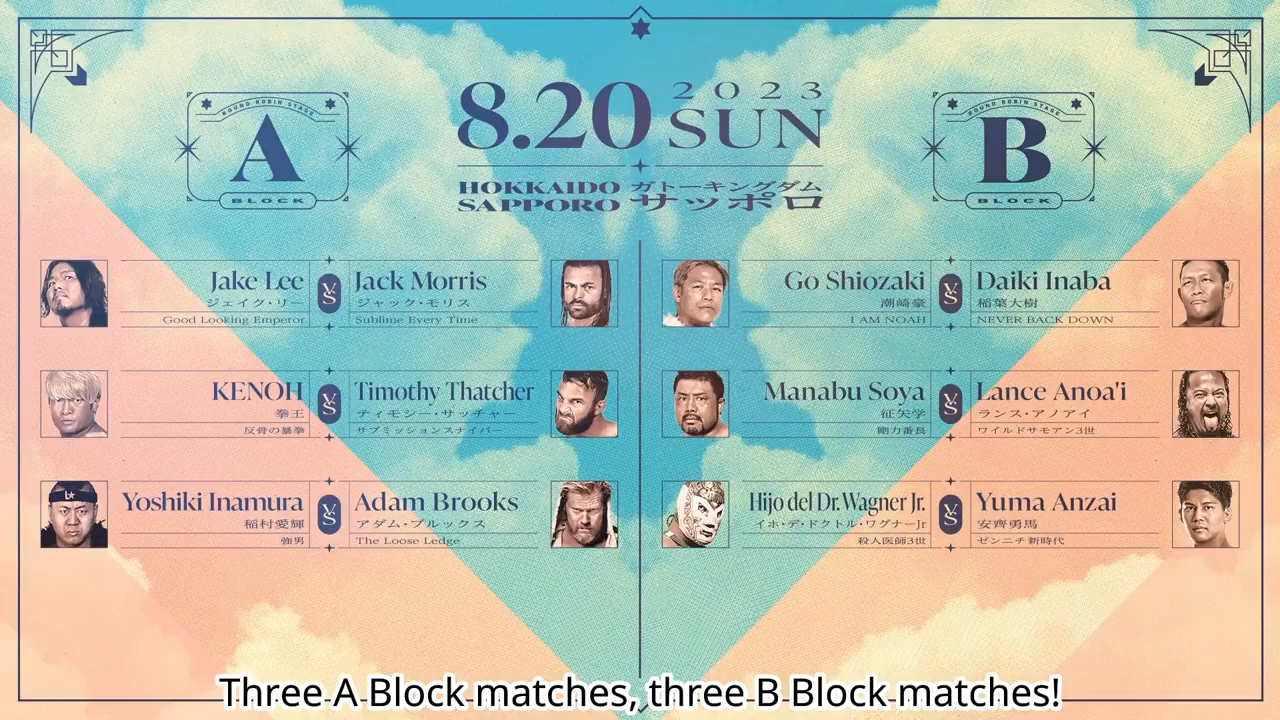 ROUND ROBIN STAGE
A
BLOCK
8.20 2023 SUN
HOKKAIDO SAPPORO
ガトーキングダム サッポロ
ROUND ROBIN STAGE
B
BLOCK
Jake Lee VS Jack Morris
ジェイク・リー ジャック・モリス
Good Looking Emperor Sublime Every Time
KENOH VS Timothy Thatcher
拳王 ティモシー・サッチャー
反骨の暴拳 サブミッションスナイパー
Yoshiki Inamura VS Adam Brooks
稲村愛輝 アダム・ブルックス
強男 The Loose Ledge
Go Shiozaki VS Daiki Inaba
潮崎豪 稲葉大樹
I AM NOAH NEVER BACK DOWN
Manabu Soya VS Lance Anoa'i
征矢学 ランス・アノアイ
剛力番長 ワイルドサモアン3世
Hijo del Dr.Wagner Jr. VS Yuma Anzai
イホ・デ・ドクトル・ワグナーJr 安齊勇馬
殺人医師3世 ゼンニチ新時代
Three A Block matches, three B Block matches!